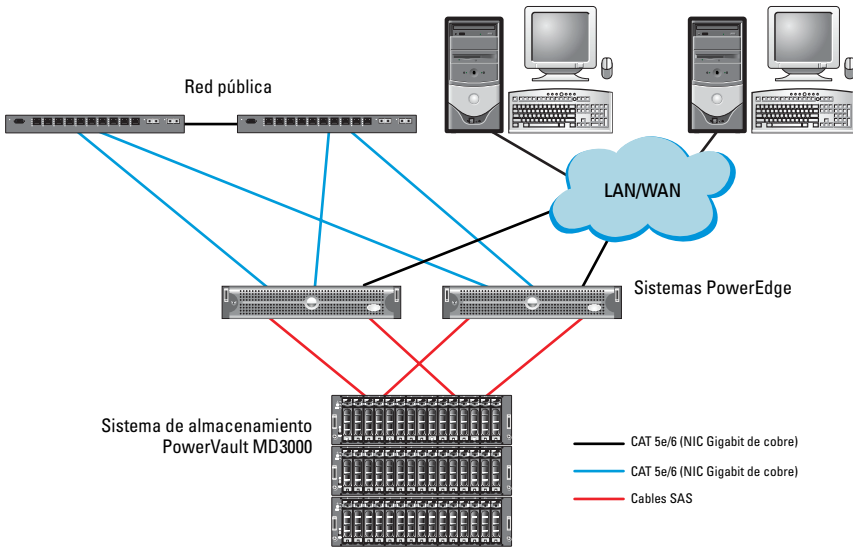 Red pública
LAN/WAN
Sistemas PowerEdge
Sistema de almacenamiento
PowerVault MD3000
CAT 5e/6 (NIC Gigabit de cobre)
CAT 5e/6 (NIC Gigabit de cobre)
Cables SAS